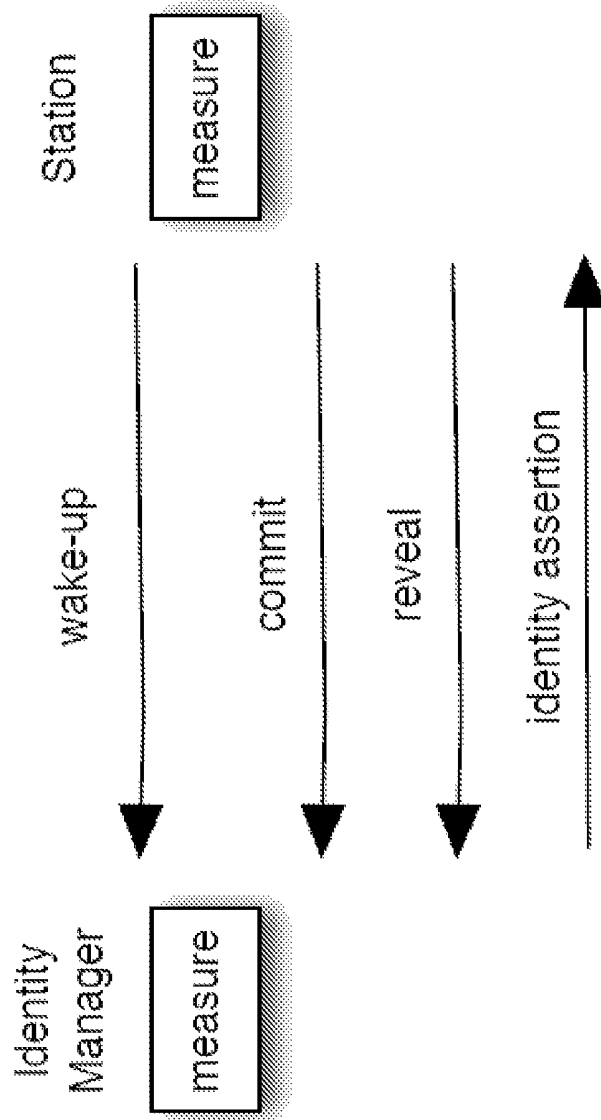 Identity
Manager
Station
wake-up
measure
measure
commit
reveal
identity assertion